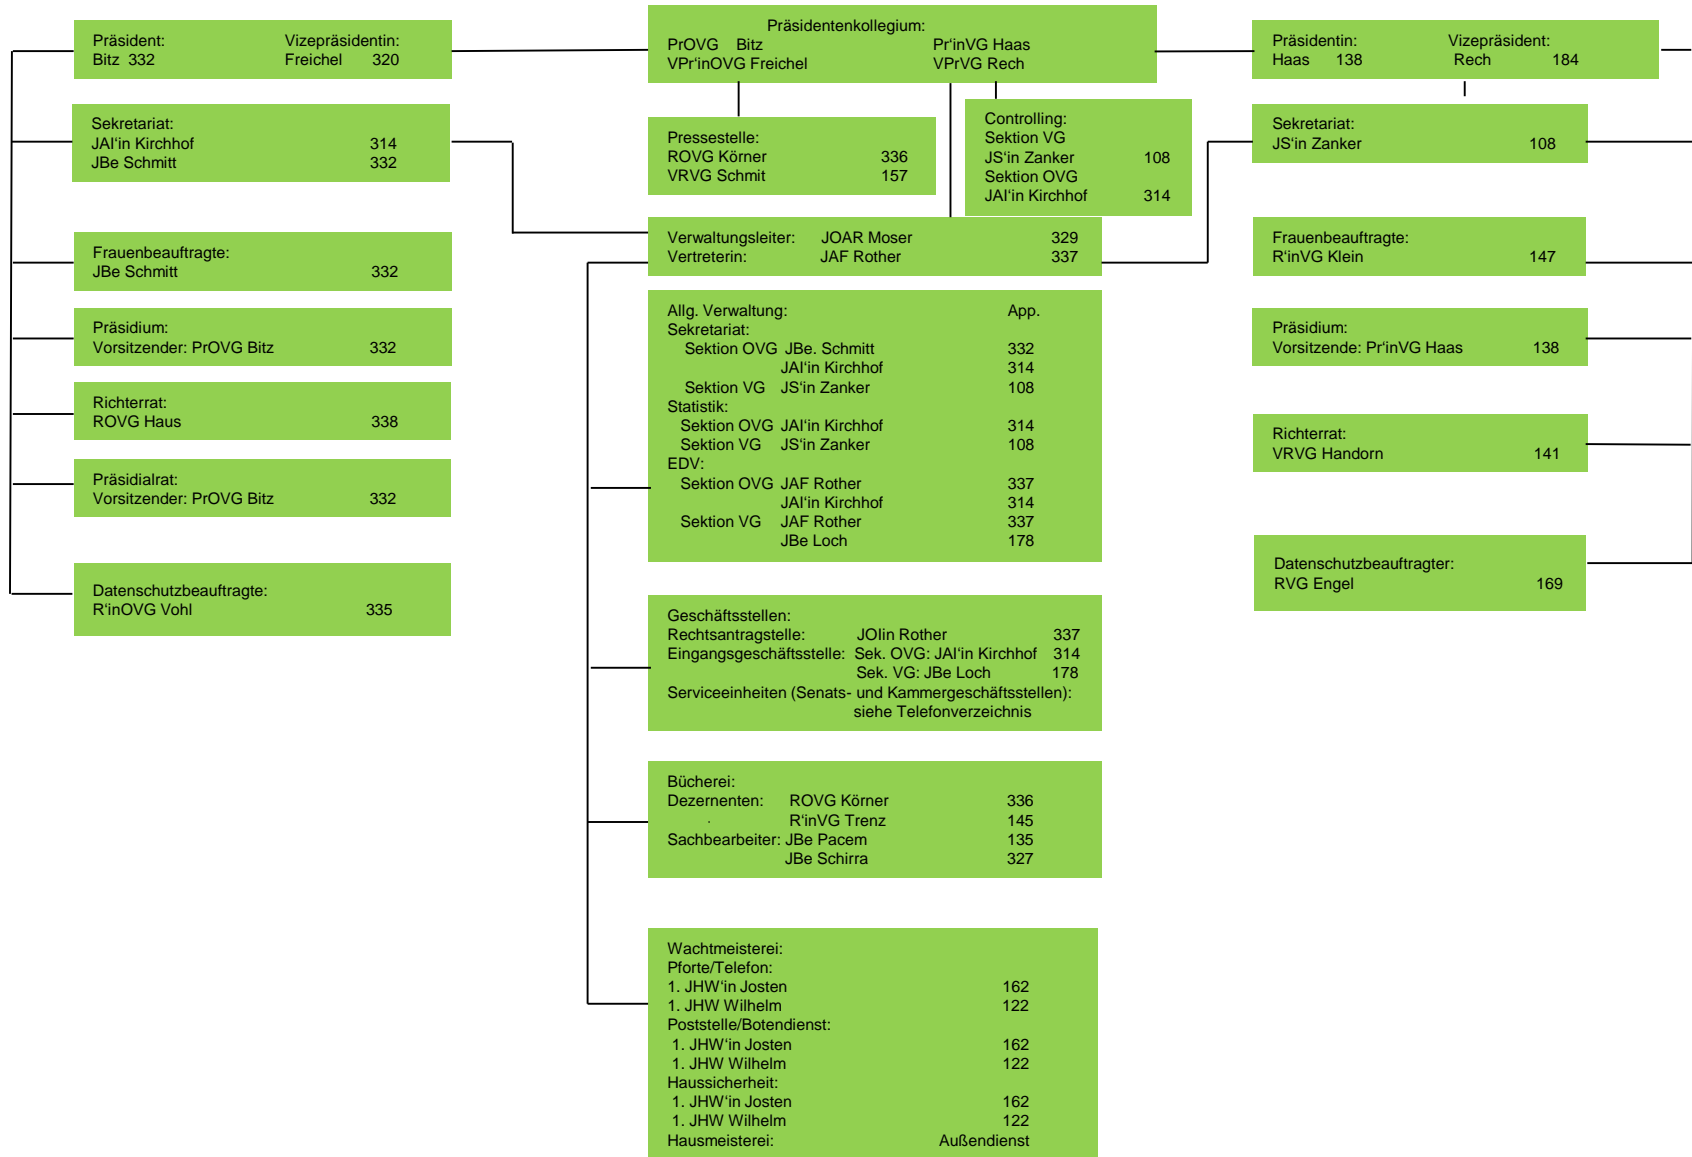 Präsident: Vizepräsidentin:
Bitz 332 Freichel 320
Sekretariat:
JAI'in Kirchhof 314
JBe Schmitt 332
Frauenbeauftragte:
JBe Schmitt 332
Präsidium:
Vorsitzender: PrOVG Bitz 332
Richterrat:
ROVG Haus 338
Präsidialrat:
Vorsitzender: PrOVG Bitz 332
Datenschutzbeauftragte:
R'inOVG Vohl 335
Präsidentenkollegium:
PrOVG Bitz Pr'inVG Haas
VPr'inOVG Freichel VPrVG Rech
Pressestelle:
ROVG Körner 336
VRVG Schmit 157
Controlling:
Sektion VG
JS'in Zanker 108
Sektion OVG
JAI'in Kirchhof 314
Verwaltungsleiter: JOAR Moser 329
Vertreterin: JAF Rother 337
Allg. Verwaltung: App.
Sekretariat:
Sektion OVG JBe. Schmitt 332
JAI'in Kirchhof 314
Sektion VG JS'in Zanker 108
Statistik:
Sektion OVG JAI'in Kirchhof 314
Sektion VG JS'in Zanker 108
EDV:
Sektion OVG JAF Rother 337
JAI'in Kirchhof 314
Sektion VG JAF Rother 337
JBe Loch 178
Geschäftsstellen:
Rechtsantragstelle: JOIin Rother 337
Eingangsgeschäftsstelle: Sek. OVG: JAI'in Kirchhof 314
Sek. VG: JBe Loch 178
Serviceeinheiten (Senats- und Kammergeschäftsstellen):
siehe Telefonverzeichnis
Bücherei:
Dezernenten: ROVG Körner 336
. R'inVG Trenz 145
Sachbearbeiter: JBe Pacem 135
JBe Schirra 327
Wachtmeisterei:
Pforte/Telefon:
1. JHW'in Josten 162
1. JHW Wilhelm 122
Poststelle/Botendienst:
1. JHW'in Josten 162
1. JHW Wilhelm 122
Haussicherheit:
1. JHW'in Josten 162
1. JHW Wilhelm 122
Hausmeisterei: Außendienst
Präsidentin: Vizepräsident:
Haas 138 Rech 184
Sekretariat:
JS'in Zanker 108
Frauenbeauftragte:
R'inVG Klein 147
Präsidium:
Vorsitzende: Pr'inVG Haas 138
Richterrat:
VRVG Handorn 141
Datenschutzbeauftragter:
RVG Engel 169